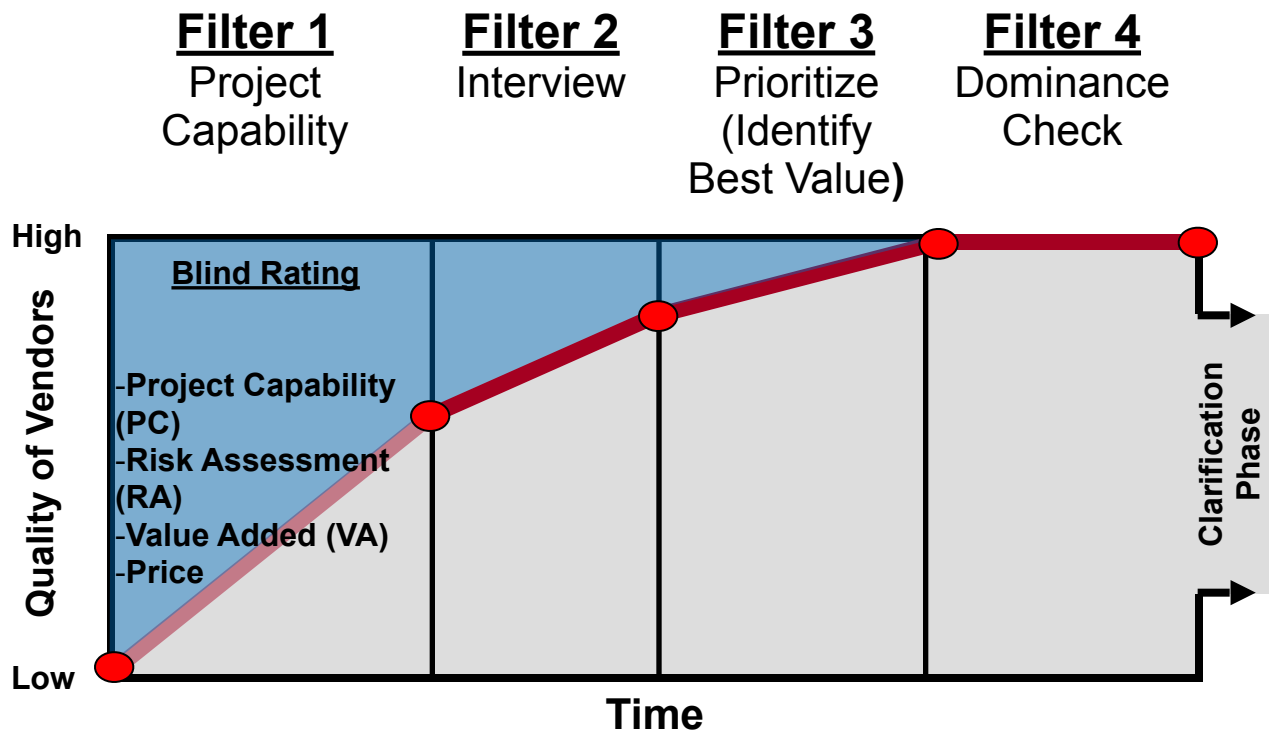 Filter 1
Project
Capability
Filter 2
Interview
Filter 3
Prioritize
(Identify
Best Value)
Filter 4
Dominance
Check
High
Quality of Vendors
Low
Blind Rating
-Project Capability
(PC)
-Risk Assessment
(RA)
-Value Added (VA)
-Price
Clarification
Phase
Time